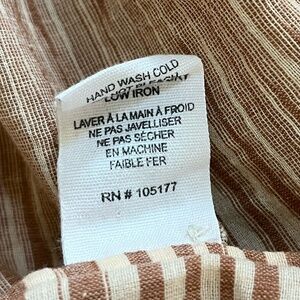 HAND WASH COLD
LOW IRON
LAVER À LA MAIN À FROID
NE PAS JAVELLISER
NE PAS SÉCHER
EN MACHINE
FAIBLE FER
RN # 105177